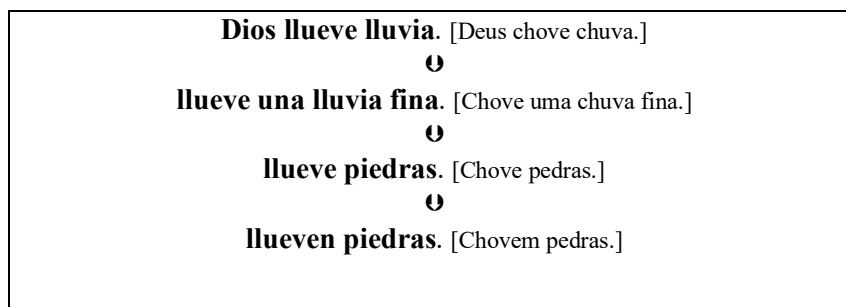 Dios llueve lluvia. [Deus chove chuva.]
llueve una lluvia fina. [Chove uma chuva fina.]
llueve piedras. [Chove pedras.]
llueven piedras. [Chovem pedras.]